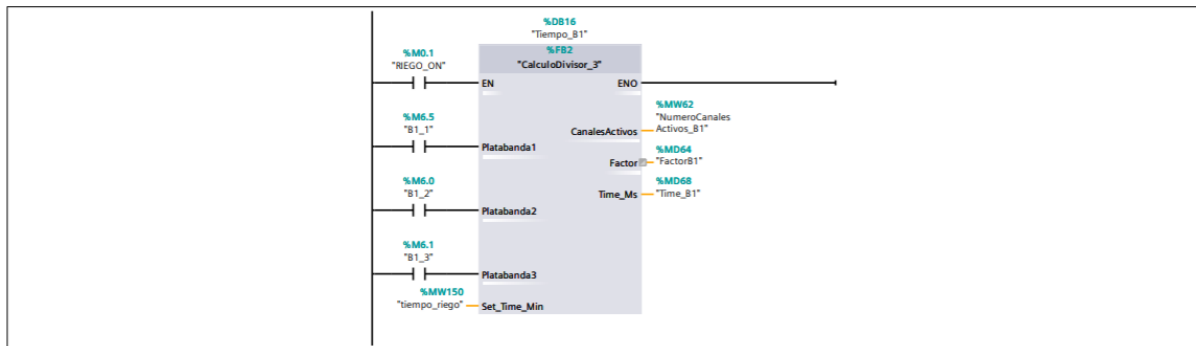 %DB16
"Tiempo_B1"
%M0.1
"RIEGO_ON"
%FB2
"CalculoDivisor_3"
EN
ENO
%MW62
"NumeroCanales
Activos_B1"
CanalesActivos
%M6.5
"B1_1"
Platabanda1
%MD64
"FactorB1"
Factor
%MD68
"Time_B1"
Time_Ms
%M6.0
"B1_2"
Platabanda2
%M6.1
"B1_3"
Platabanda3
%MW150
"tiempo_riego"
Set_Time_Min